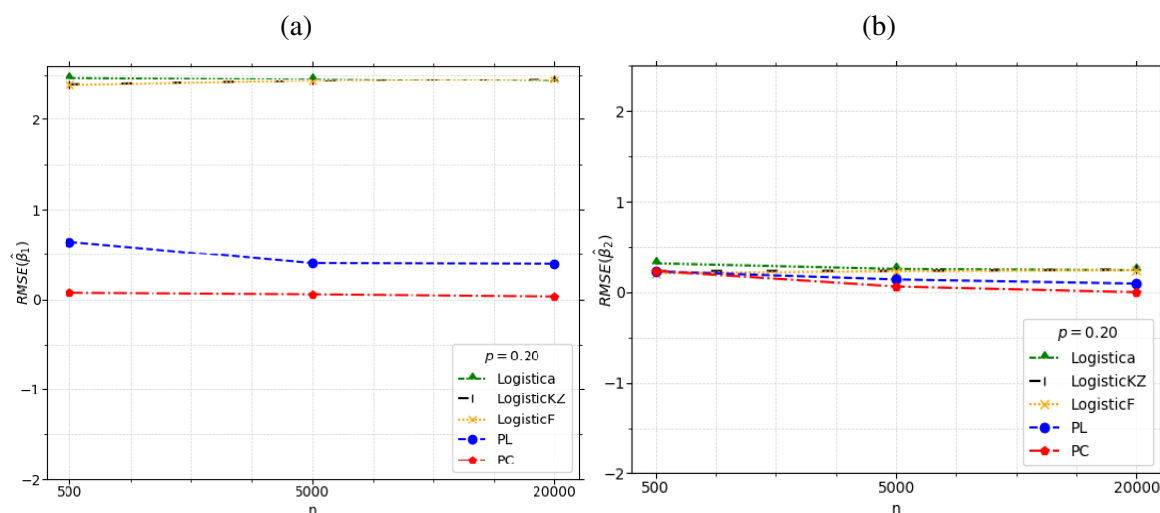 (a)
2
1
0
−1
−2
RMSE(β̂₁)
500
5000
20000
n
p = 0.20
Logistica
LogisticKZ
LogisticF
PL
PC
(b)
2
1
0
−1
−2
RMSE(β̂₂)
500
5000
20000
n
p = 0.20
Logistica
LogisticKZ
LogisticF
PL
PC